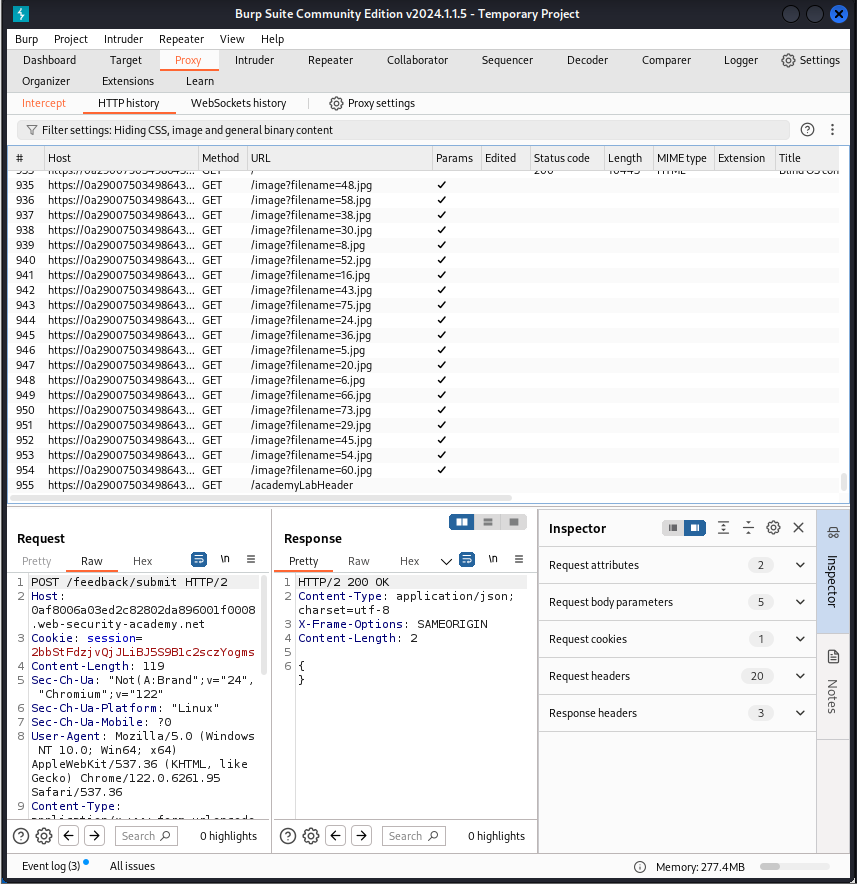 Burp Suite Community Edition v2024.1.1.5 - Temporary Project
Burp Project Intruder Repeater View Help
Dashboard Target Proxy Intruder Repeater Collaborator Sequencer Decoder Comparer Logger Settings
Organizer Extensions Learn
Intercept HTTP history WebSockets history Proxy settings
Filter settings: Hiding CSS, image and general binary content
# Host Method URL Params Edited Status code Length MIME type Extension Title
935 https://0a29007503498643... GET /image?filename=48.jpg ✓
936 https://0a29007503498643... GET /image?filename=58.jpg ✓
937 https://0a29007503498643... GET /image?filename=38.jpg ✓
938 https://0a29007503498643... GET /image?filename=30.jpg ✓
939 https://0a29007503498643... GET /image?filename=8.jpg ✓
940 https://0a29007503498643... GET /image?filename=52.jpg ✓
941 https://0a29007503498643... GET /image?filename=16.jpg ✓
942 https://0a29007503498643... GET /image?filename=43.jpg ✓
943 https://0a29007503498643... GET /image?filename=75.jpg ✓
944 https://0a29007503498643... GET /image?filename=24.jpg ✓
945 https://0a29007503498643... GET /image?filename=36.jpg ✓
946 https://0a29007503498643... GET /image?filename=5.jpg ✓
947 https://0a29007503498643... GET /image?filename=20.jpg ✓
948 https://0a29007503498643... GET /image?filename=6.jpg ✓
949 https://0a29007503498643... GET /image?filename=66.jpg ✓
950 https://0a29007503498643... GET /image?filename=73.jpg ✓
951 https://0a29007503498643... GET /image?filename=29.jpg ✓
952 https://0a29007503498643... GET /image?filename=45.jpg ✓
953 https://0a29007503498643... GET /image?filename=54.jpg ✓
954 https://0a29007503498643... GET /image?filename=60.jpg ✓
955 https://0a29007503498643... GET /academyLabHeader
Request
Pretty Raw Hex \n
1 POST /feedback/submit HTTP/2
2 Host:
0af8006a03ed2c82802da896001f0008
.web-security-academy.net
3 Cookie: session=
2bbStFdzjvQjJLiBJ5S9Blc2sczYogms
4 Content-Length: 119
5 Sec-Ch-Ua: "Not(A:Brand";v="24",
"Chromium";v="122"
6 Sec-Ch-Ua-Platform: "Linux"
7 Sec-Ch-Ua-Mobile: ?0
8 User-Agent: Mozilla/5.0 (Windows
NT 10.0; Win64; x64)
AppleWebKit/537.36 (KHTML, like
Gecko) Chrome/122.0.6261.95
Safari/537.36
9 Content-Type:
Search 0 highlights
Response
Pretty Raw Hex \n
1 HTTP/2 200 OK
2 Content-Type: application/json;
charset=utf-8
3 X-Frame-Options: SAMEORIGIN
4 Content-Length: 2
5
6 {
}
Search 0 highlights
Inspector
Request attributes 2
Request body parameters 5
Request cookies 1
Request headers 20
Response headers 3
Inspector
Notes
Event log (3) All issues Memory: 277.4MB